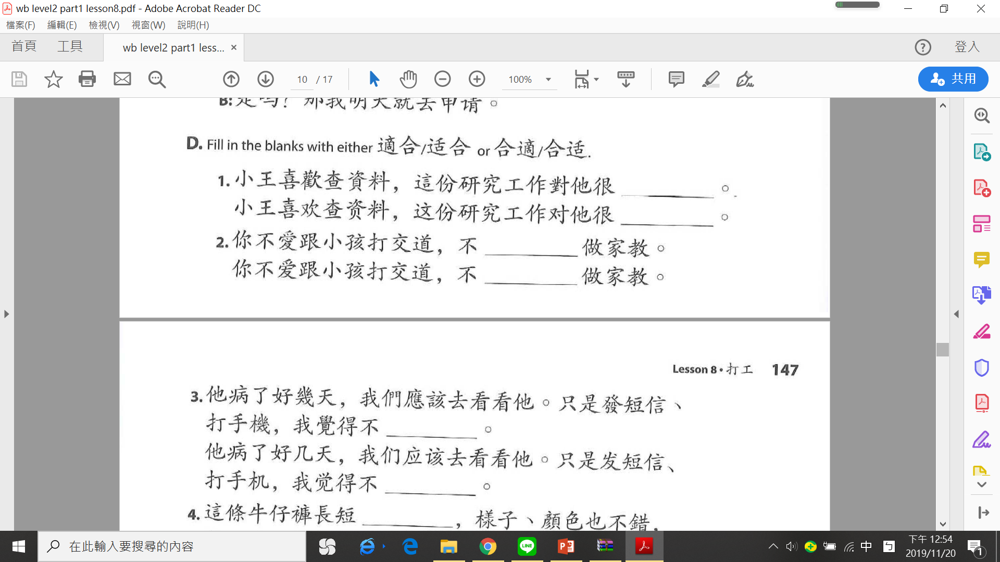 wb level2 part1 lesson8.pdf - Adobe Acrobat Reader DC
檔案(F) 編輯(E) 檢視(V) 視窗(W) 說明(H)
首頁 工具 wb level2 part1 less... × 登入
10 / 17 100% 共用
B: 是吗？那我明天就去申请。
D. Fill in the blanks with either 適合/适合 or 合適/合适.
1. 小王喜歡查資料，這份研究工作對他很 ________ 。
小王喜欢查资料，这份研究工作对他很 ________ 。
2. 你不愛跟小孩打交道，不 ________ 做家教。
你不爱跟小孩打交道，不 ________ 做家教。
Lesson 8 • 打工 147
3. 他病了好幾天，我們應該去看看他。只是發短信、
打手機，我覺得不 ________ 。
他病了好几天，我们应该去看看他。只是发短信、
打手机，我觉得不 ________ 。
4. 這條牛仔褲長短 ________ ，樣子、顏色也不錯，
在此輸入要搜尋的內容
LINE
中
ㄅ
下午 12:54
2019/11/20
1